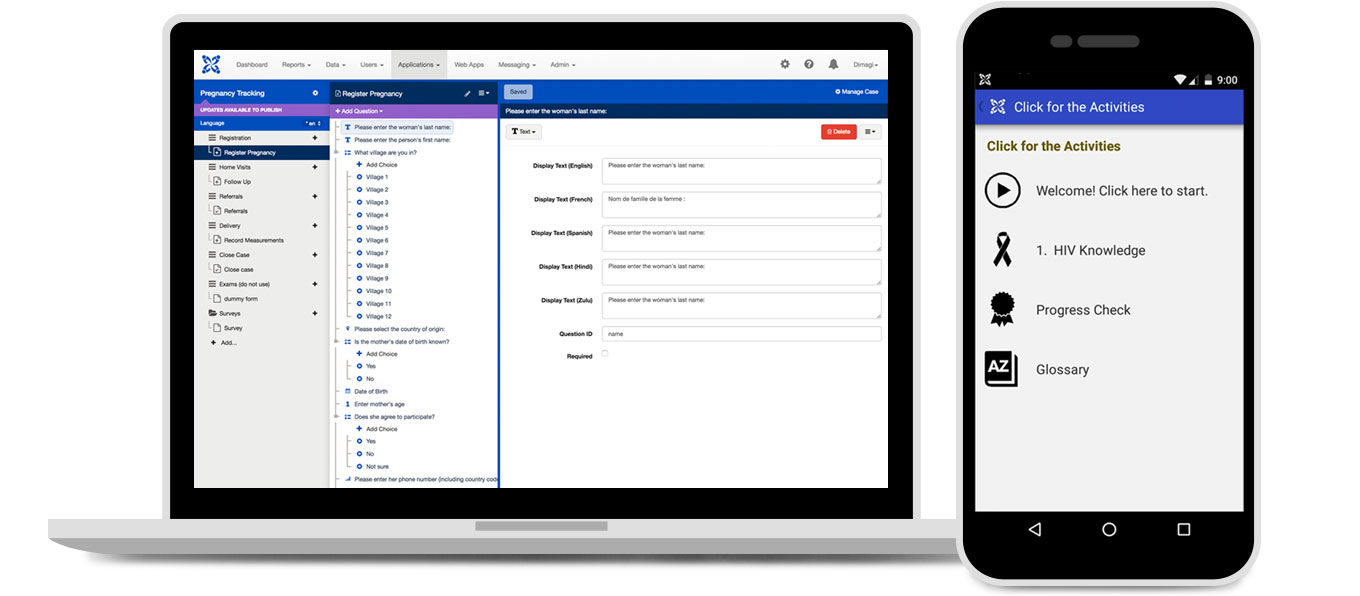 Dashboard Reports Data Users Applications Web Apps Messaging Admin Dimagi
Pregnancy Tracking
UPDATES AVAILABLE TO PUBLISH
Language * en
Registration
Register Pregnancy
Home Visits
Follow Up
Referrals
Referrals
Delivery
Record Measurements
Close Case
Close case
Exams (do not use)
dummy form
Surveys
Survey
Add...
Register Pregnancy
+ Add Question
Please enter the woman's last name:
Please enter the person's first name:
What village are you in?
Add Choice
Village 1
Village 2
Village 3
Village 4
Village 5
Village 6
Village 7
Village 8
Village 9
Village 10
Village 11
Village 12
Please select the country of origin:
Is the mother's date of birth known?
Add Choice
Yes
No
Date of Birth
Enter mother's age
Does she agree to participate?
Add Choice
Yes
No
Not sure
Please enter her phone number (including country cod
Saved Manage Case
Please enter the woman's last name:
T Text Delete
Display Text (English) Please enter the woman's last name:
Display Text (French) Nom de famille de la femme :
Display Text (Spanish) Please enter the woman's last name:
Display Text (Hindi) Please enter the woman's last name:
Display Text (Zulu) Please enter the woman's last name:
Question ID name
Required
9:00
Click for the Activities
Click for the Activities
Welcome! Click here to start.
1. HIV Knowledge
Progress Check
AZ Glossary